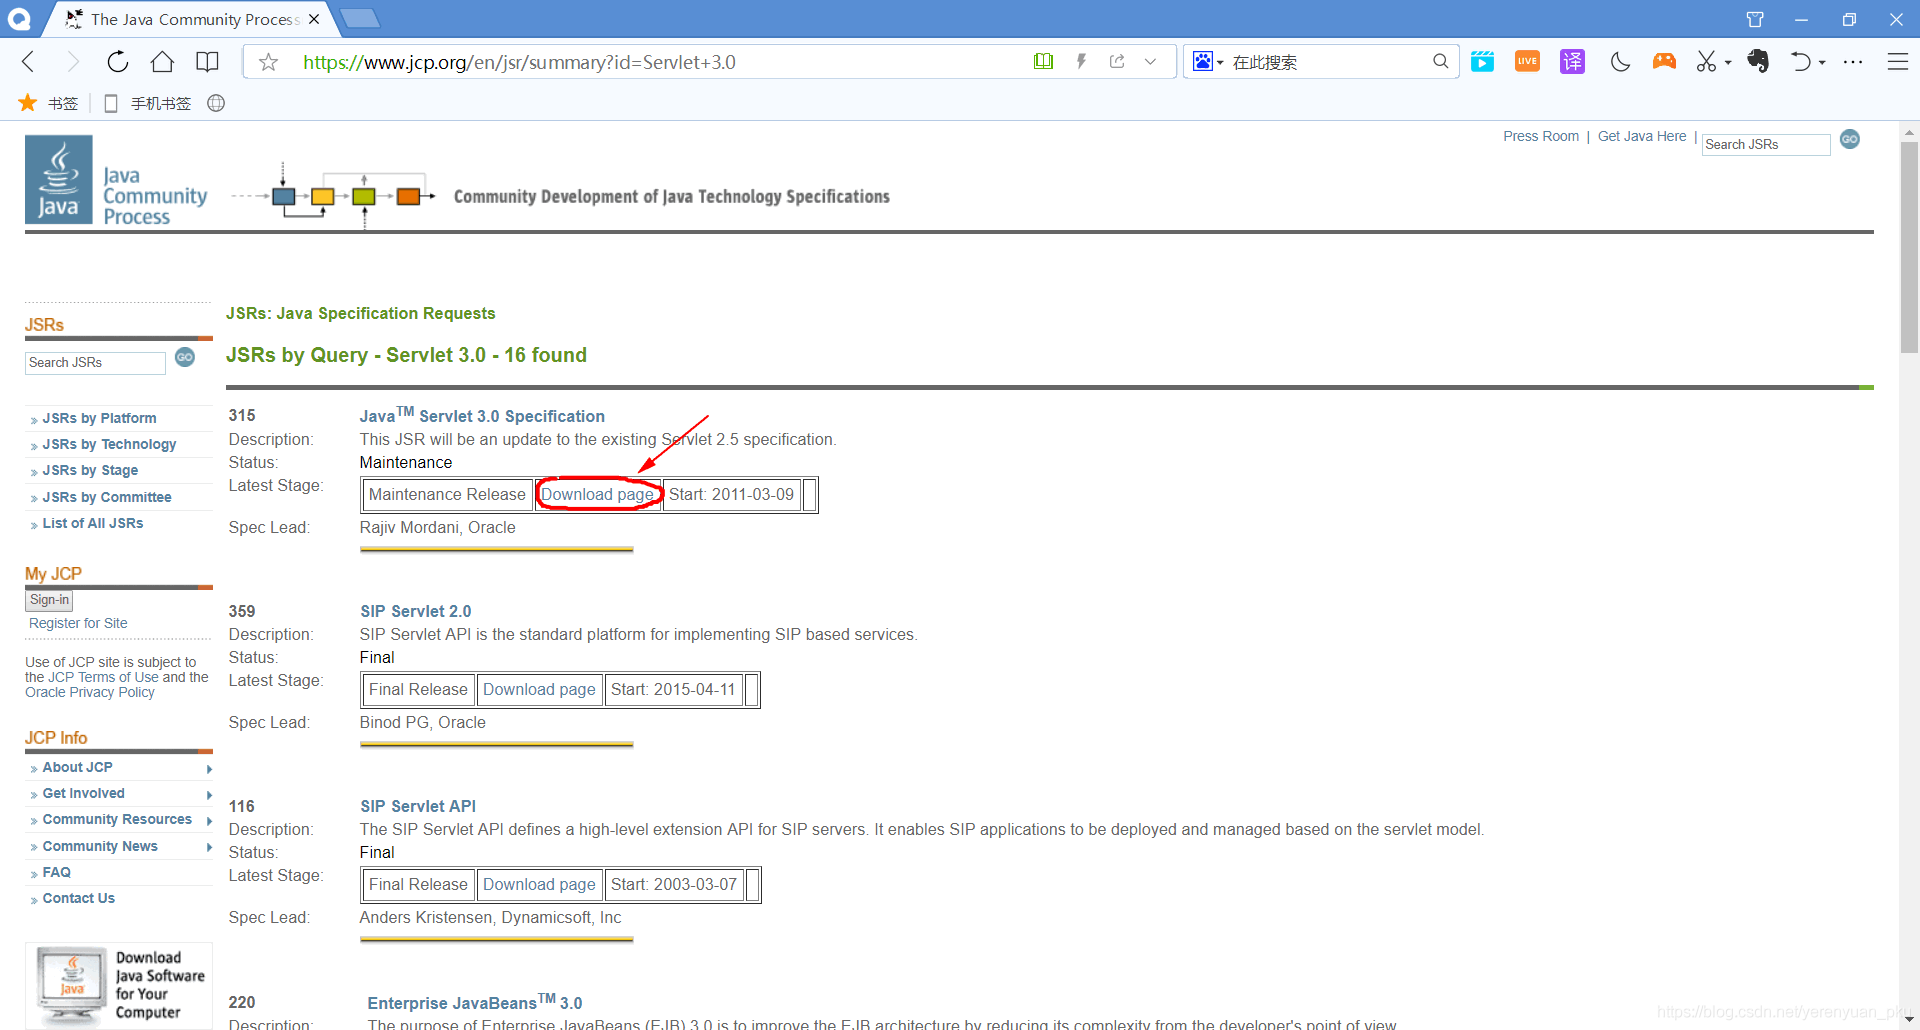 The Java Community Process
https://www.jcp.org/en/jsr/summary?id=Servlet+3.0
在此搜索
LIVE
译
书签
手机书签
Press Room | Get Java Here |
Search JSRs
GO
Java
Java
Community
Process
Community Development of Java Technology Specifications
JSRs
Search JSRs
GO
» JSRs by Platform
» JSRs by Technology
» JSRs by Stage
» JSRs by Committee
» List of All JSRs
My JCP
Sign-in
Register for Site
Use of JCP site is subject to
the JCP Terms of Use and the
Oracle Privacy Policy
JCP Info
» About JCP
» Get Involved
» Community Resources
» Community News
» FAQ
» Contact Us
Java
Download
Java Software
for Your
Computer
JSRs: Java Specification Requests
JSRs by Query - Servlet 3.0 - 16 found
315 Java™ Servlet 3.0 Specification
Description: This JSR will be an update to the existing Servlet 2.5 specification.
Status: Maintenance
Latest Stage: Maintenance Release Download page Start: 2011-03-09
Spec Lead: Rajiv Mordani, Oracle
359 SIP Servlet 2.0
Description: SIP Servlet API is the standard platform for implementing SIP based services.
Status: Final
Latest Stage: Final Release Download page Start: 2015-04-11
Spec Lead: Binod PG, Oracle
116 SIP Servlet API
Description: The SIP Servlet API defines a high-level extension API for SIP servers. It enables SIP applications to be deployed and managed based on the servlet model.
Status: Final
Latest Stage: Final Release Download page Start: 2003-03-07
Spec Lead: Anders Kristensen, Dynamicsoft, Inc
220 Enterprise JavaBeans™ 3.0
Description: The purpose of Enterprise JavaBeans (EJB) 3.0 is to improve the EJB architecture by reducing its complexity from the developer's point of view.
https://blog.csdn.net/yerenyuan_pku